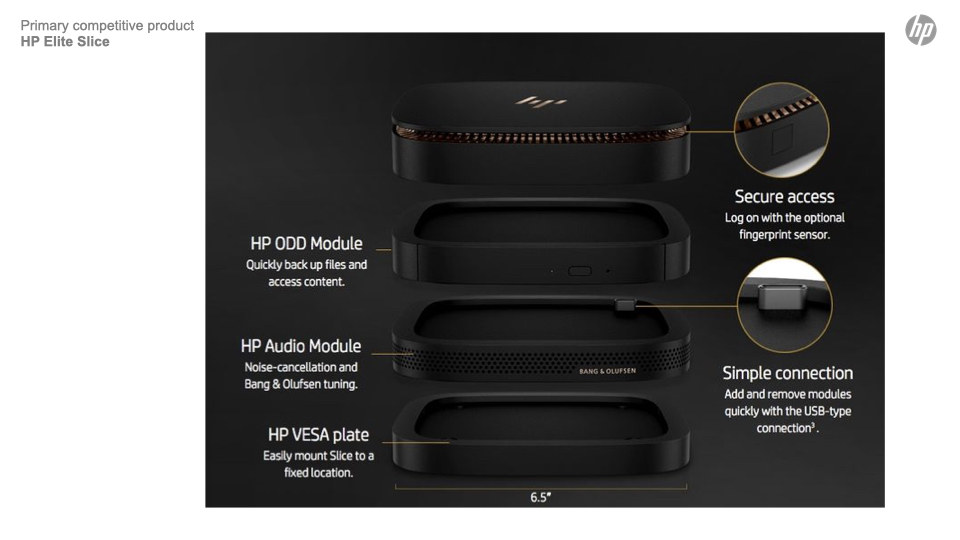 Primary competitive product
HP Elite Slice
hp
Secure access
Log on with the optional
fingerprint sensor.
HP ODD Module
Quickly back up files and
access content.
HP Audio Module
Noise-cancellation and
Bang & Olufsen tuning.
BANG & OLUFSEN
Simple connection
Add and remove modules
quickly with the USB-type
connection³.
HP VESA plate
Easily mount Slice to a
fixed location.
6.5″